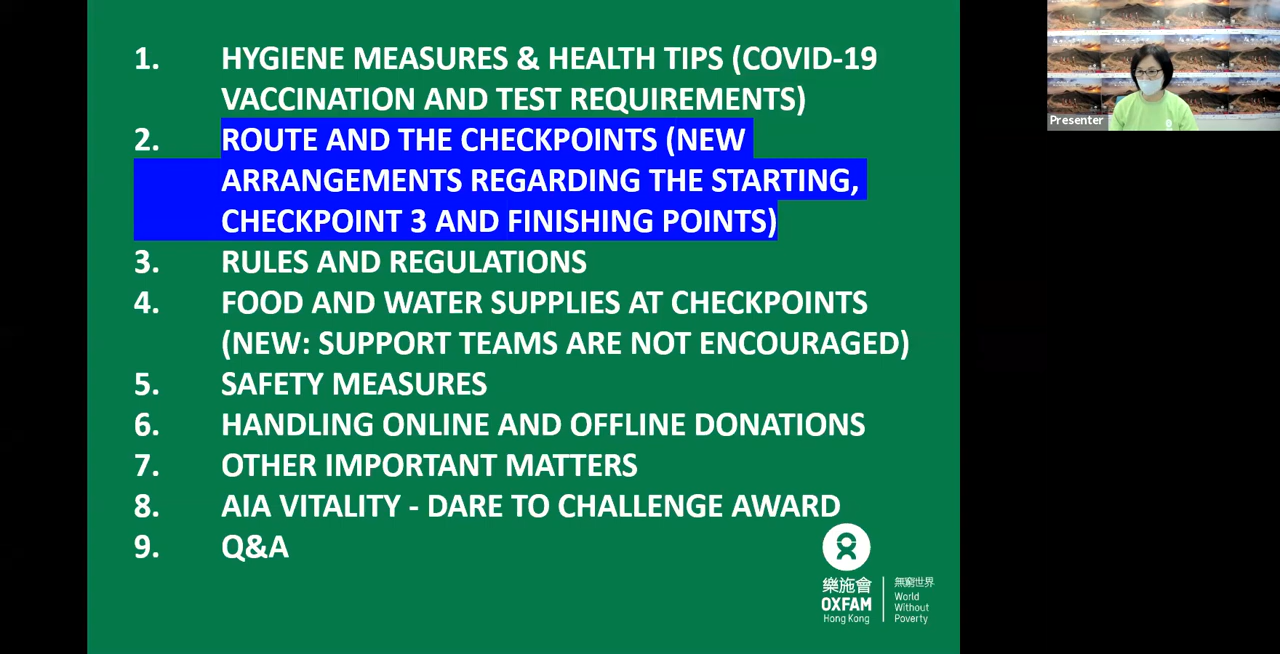 1. HYGIENE MEASURES & HEALTH TIPS (COVID-19
VACCINATION AND TEST REQUIREMENTS)
2. ROUTE AND THE CHECKPOINTS (NEW
ARRANGEMENTS REGARDING THE STARTING,
CHECKPOINT 3 AND FINISHING POINTS)
3. RULES AND REGULATIONS
4. FOOD AND WATER SUPPLIES AT CHECKPOINTS
(NEW: SUPPORT TEAMS ARE NOT ENCOURAGED)
5. SAFETY MEASURES
6. HANDLING ONLINE AND OFFLINE DONATIONS
7. OTHER IMPORTANT MATTERS
8. AIA VITALITY - DARE TO CHALLENGE AWARD
9. Q&A
樂施會
OXFAM
Hong Kong
無窮世界
World
Without
Poverty
Presenter